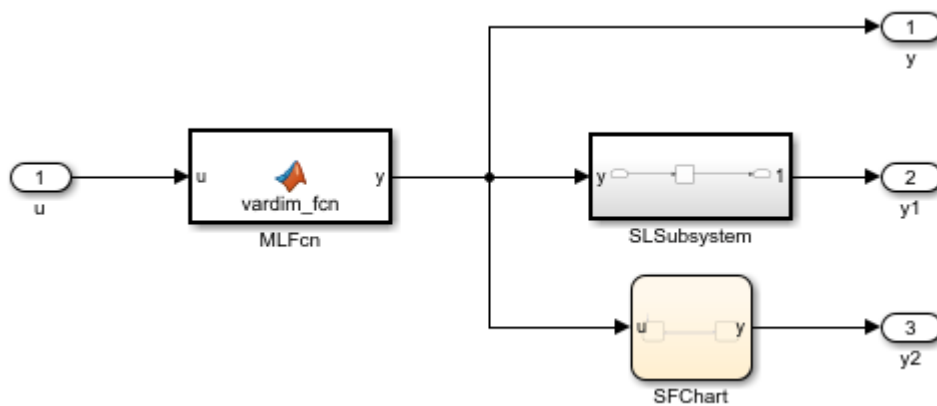 1
y
1
u
u
y
vardim_fcn
MLFcn
y
1
SLSubsystem
2
y1
u
y
SFChart
3
y2